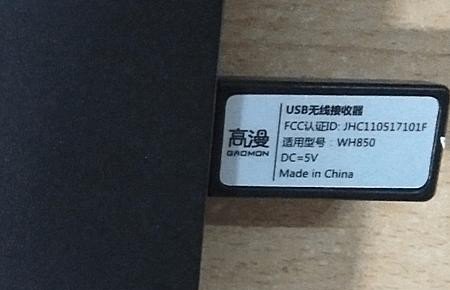 高漫
GAOMON
USB无线接收器
FCC认证ID: JHC110517101F
适用型号：WH850
DC=5V
Made in China